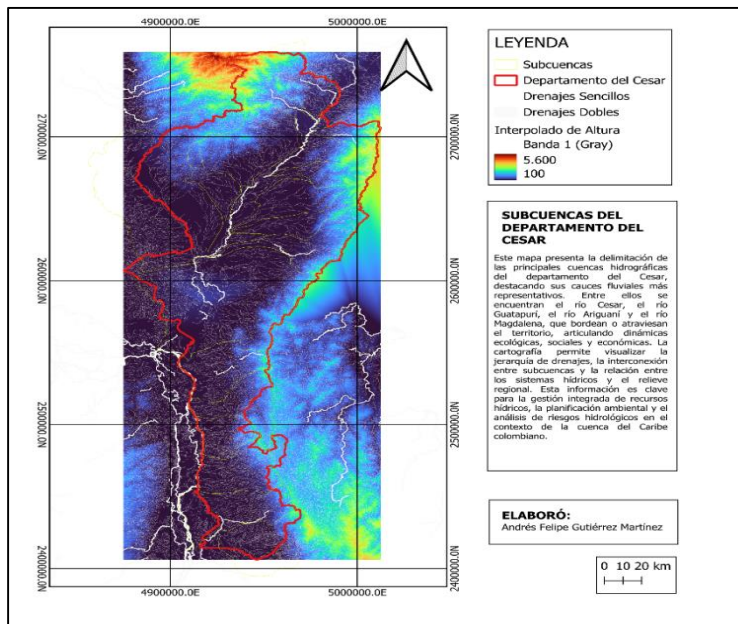 4900000.0E
5000000.0E
2700000.0N
2700000.0N
2600000.0N
2600000.0N
2500000.0N
2500000.0N
2400000.0N
2400000.0N
4900000.0E
5000000.0E
LEYENDA
Subcuencas
Departamento del Cesar
Drenajes Sencillos
Drenajes Dobles
Interpolado de Altura
Banda 1 (Gray)
5.600
100
SUBCUENCAS DEL
DEPARTAMENTO DEL
CESAR
Este mapa presenta la delimitación de
las principales cuencas hidrográficas
del departamento del Cesar,
destacando sus cauces fluviales más
representativos. Entre ellos se
encuentran el río Cesar, el río
Guatapurí, el río Ariguaní y el río
Magdalena, que bordean o atraviesan
el territorio, articulando dinámicas
ecológicas, sociales y económicas. La
cartografía permite visualizar la
jerarquía de drenajes, la interconexión
entre subcuencas y la relación entre
los sistemas hídricos y el relieve
regional. Esta información es clave
para la gestión integrada de recursos
hídricos, la planificación ambiental y el
análisis de riesgos hidrológicos en el
contexto de la cuenca del Caribe
colombiano.
ELABORÓ:
Andrés Felipe Gutiérrez Martínez
0 10 20 km